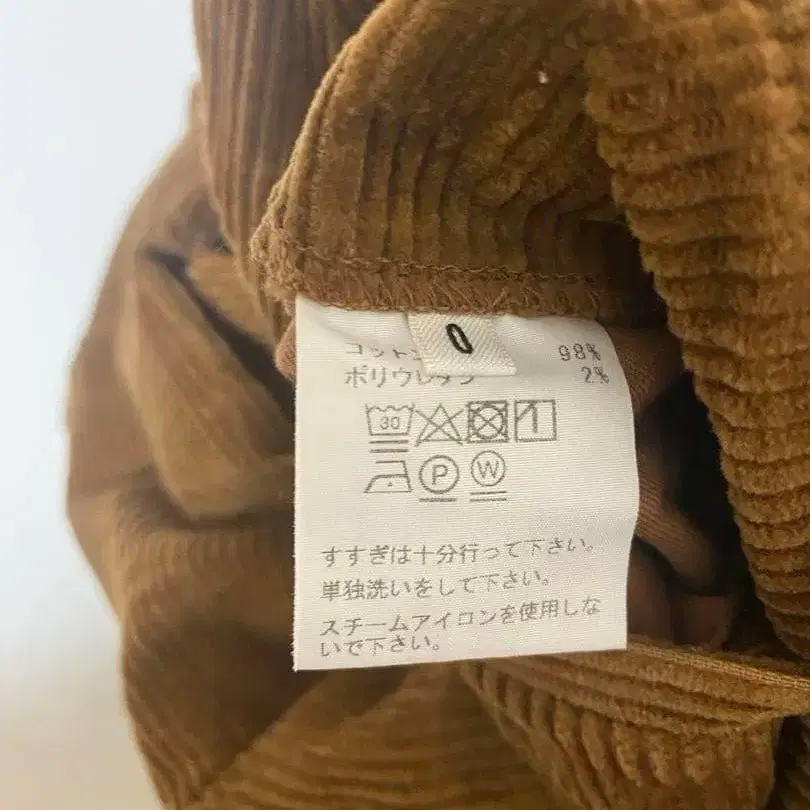 0
コットン 98%
ポリウレタン 2%
30
P W
すすぎは十分行って下さい。
単独洗いをして下さい。
スチームアイロンを使用しな
いで下さい。